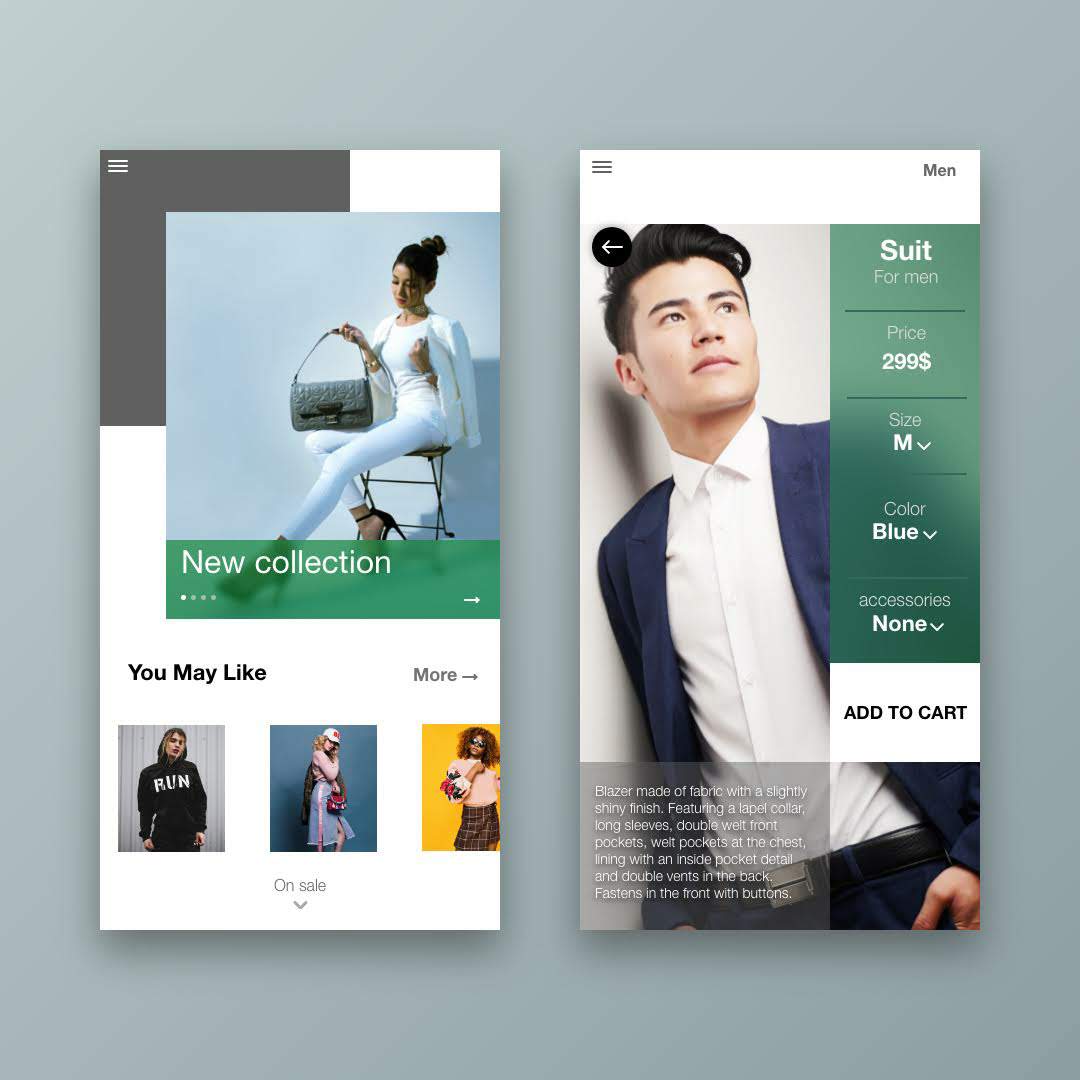 New collection
You May Like
More
RUN
On sale
Men
Suit
For men
Price
299$
Size
M
Color
Blue
accessories
None
ADD TO CART
Blazer made of fabric with a slightly
shiny finish. Featuring a lapel collar,
long sleeves, double welt front
pockets, welt pockets at the chest,
lining with an inside pocket detail
and double vents in the back.
Fastens in the front with buttons.